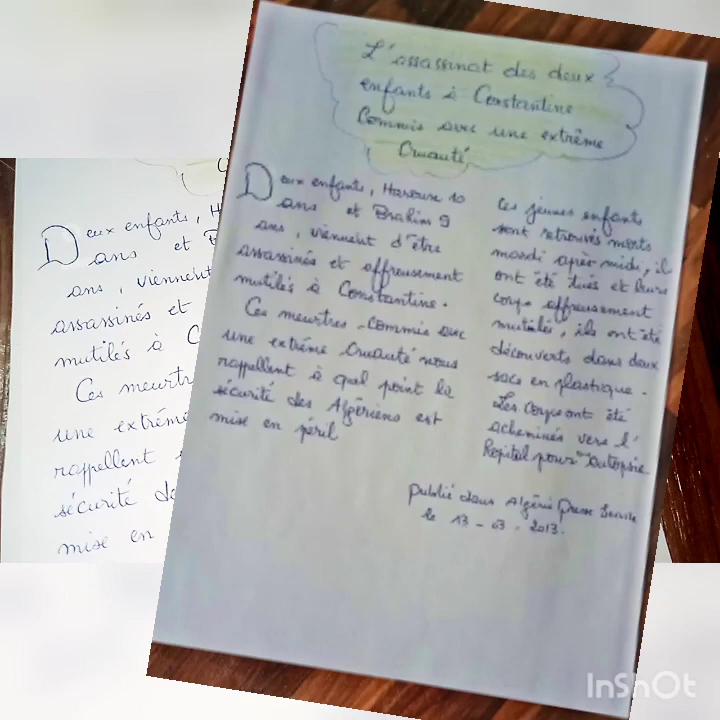 L'assassinat des deux
enfants à Constantine
Commis avec une extrême
Cruauté
Deux enfants, Haroune 10
ans et Brahim 9
ans, viennent d'être
assassinés et affreusement
mutilés à Constantine.
Ces meurtres commis avec
une extrême Cruauté nous
rappellent à quel point la
sécurité des Algériens est
mise en péril
Ces jeunes enfants
sont retrouvés morts
mardi après midi, il
ont été tués et leurs
corps affreusement
mutilés, ils ont été
découverts dans deux
sacs en plastique.
Les corps ont été
acheminés vers l'
Hopital pour autopsie
publié dans Algérie Presse Service
le 13-03-2013.
Deux enfants, H
ans et B
ans, viennent
assassinés et
mutilés à C
Ces meurtr
une extrême
rappellent
sécurité de
mise en
InShOt